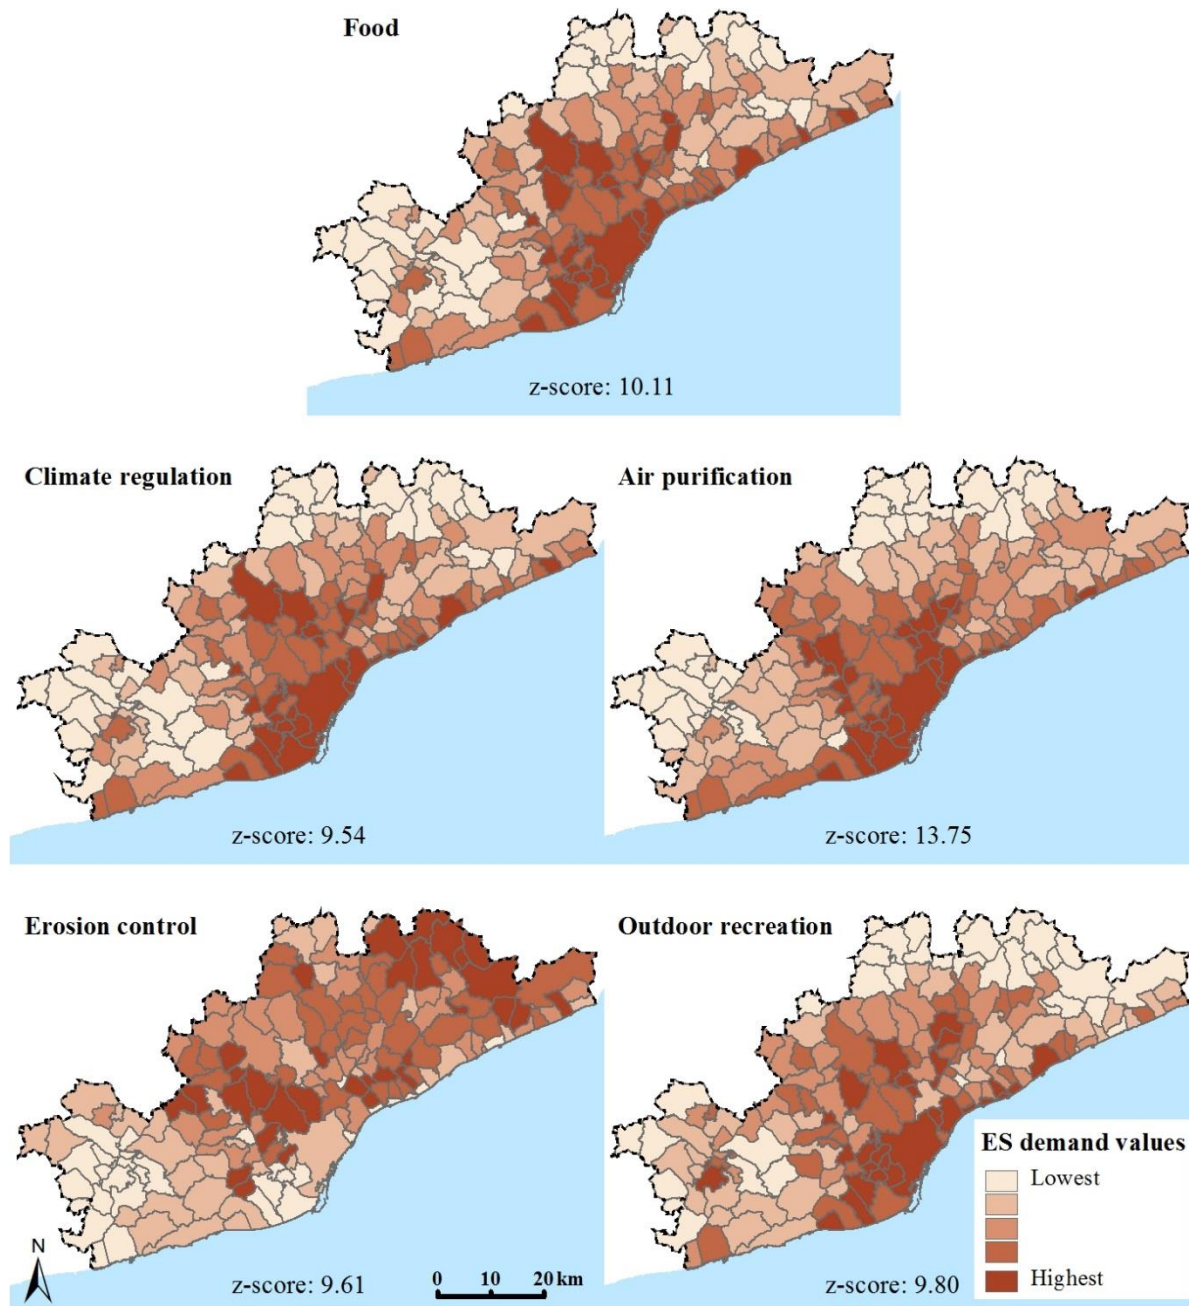 Food
z-score: 10.11
Climate regulation
Air purification
z-score: 9.54
z-score: 13.75
Erosion control
Outdoor recreation
ES demand values
Lowest
Highest
N
z-score: 9.61
0 10 20 km
z-score: 9.80